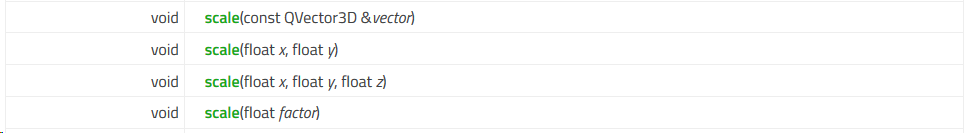 void scale(const QVector3D &vector)
void scale(float x, float y)
void scale(float x, float y, float z)
void scale(float factor)